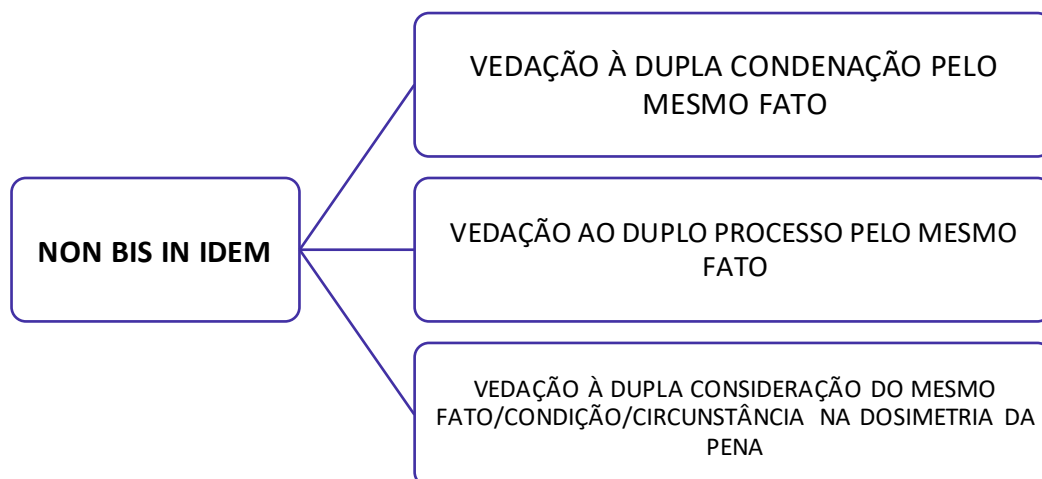 NON BIS IN IDEM
VEDAÇÃO À DUPLA CONDENAÇÃO PELO
MESMO FATO
VEDAÇÃO AO DUPLO PROCESSO PELO MESMO
FATO
VEDAÇÃO À DUPLA CONSIDERAÇÃO DO MESMO
FATO/CONDIÇÃO/CIRCUNSTÂNCIA NA DOSIMETRIA DA
PENA